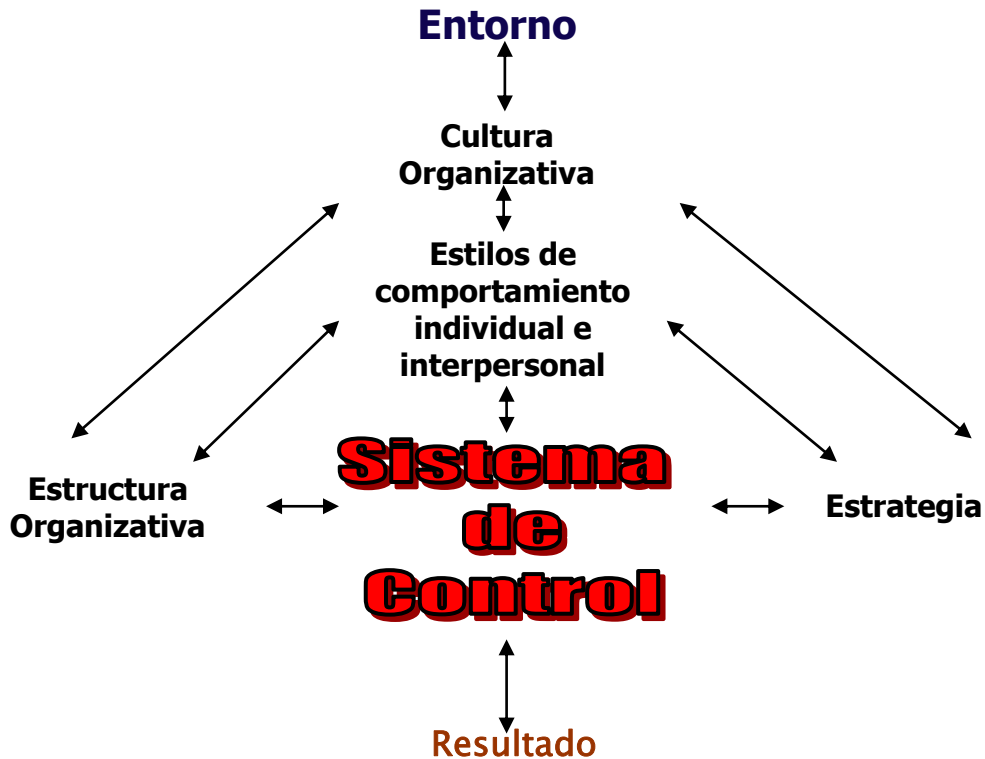 Entorno
Cultura
Organizativa
Estilos de
comportamiento
individual e
interpersonal
Estructura
Organizativa
Sistema
de
Control
Estrategia
Resultado